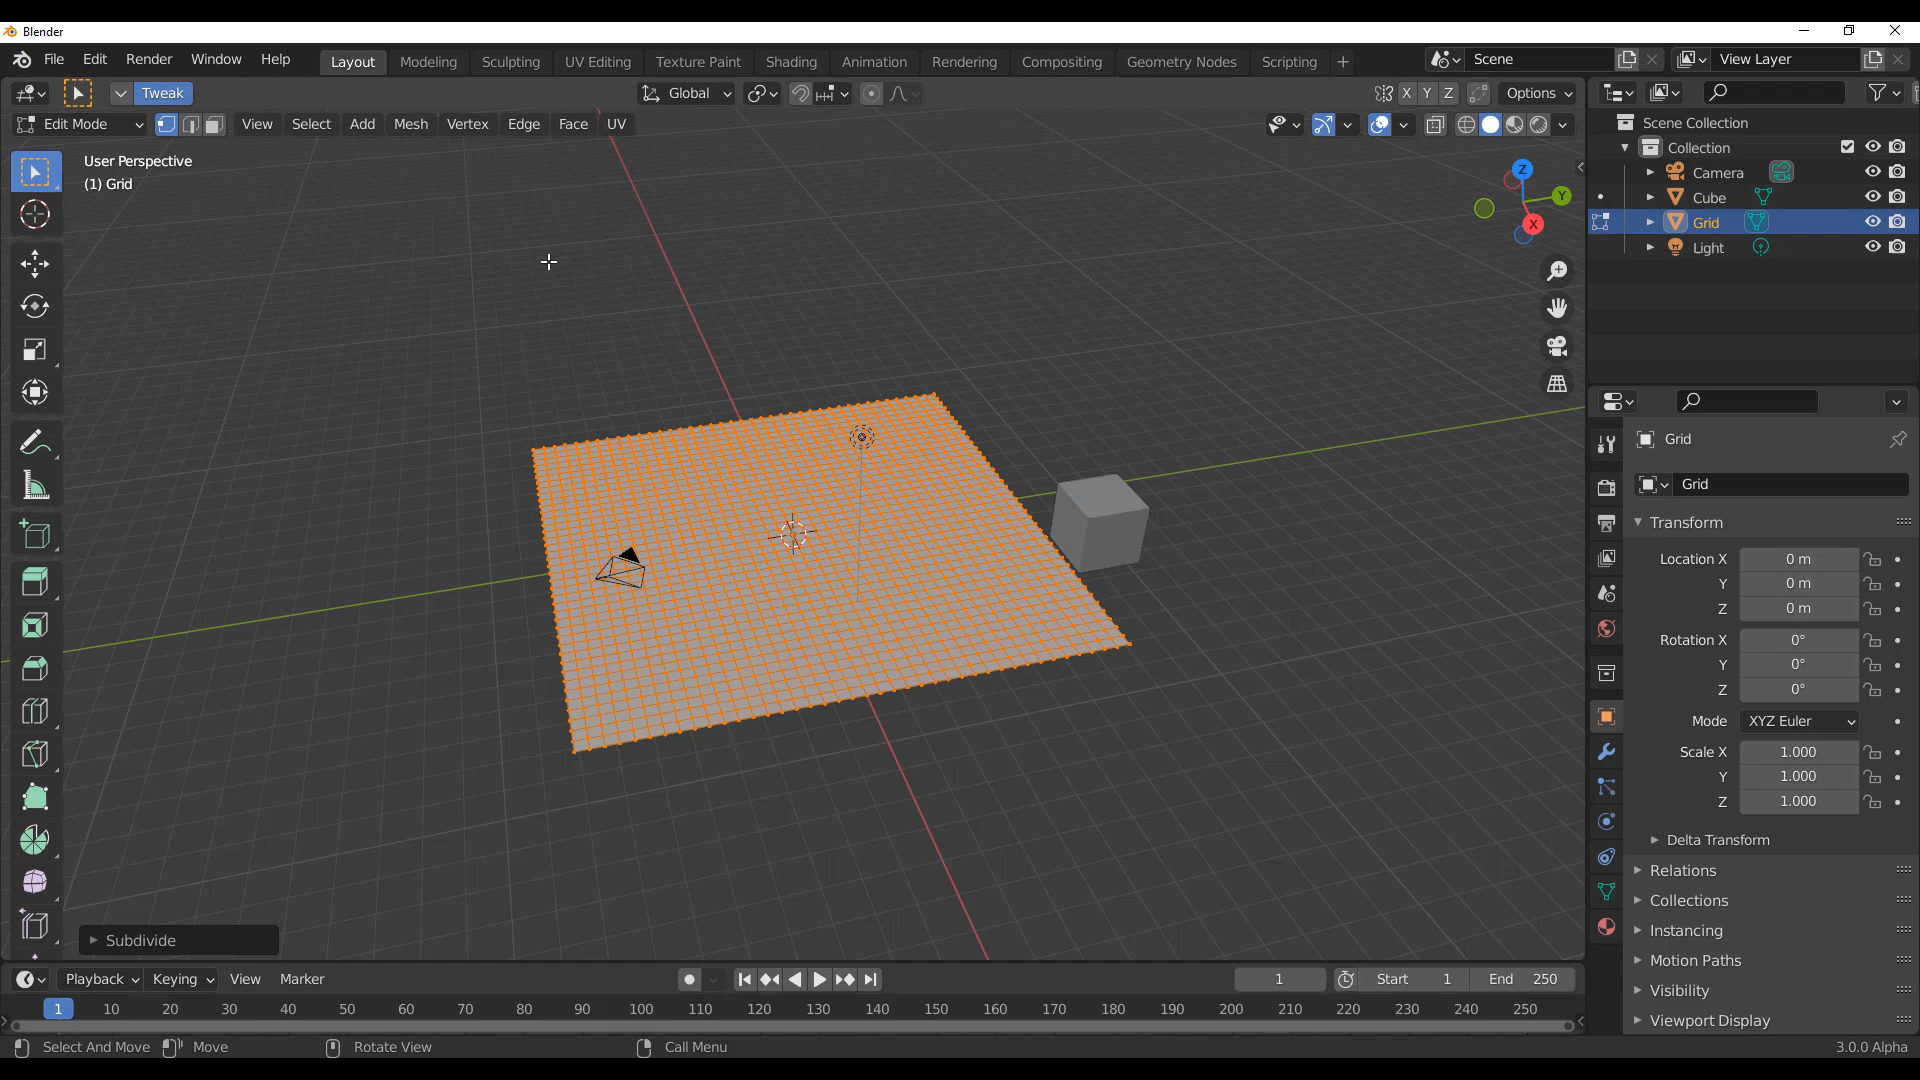 Blender
File Edit Render Window Help Layout Modeling Sculpting UV Editing Texture Paint Shading Animation Rendering Compositing Geometry Nodes Scripting + Scene View Layer
Tweak Global X Y Z Options
Edit Mode View Select Add Mesh Vertex Edge Face UV
User Perspective
(1) Grid
Z
Y
X
Scene Collection
Collection
Camera
Cube
Grid
Light
Grid
Grid
Transform
Location X 0 m
Y 0 m
Z 0 m
Rotation X 0°
Y 0°
Z 0°
Mode XYZ Euler
Scale X 1.000
Y 1.000
Z 1.000
Delta Transform
Relations
Collections
Instancing
Motion Paths
Visibility
Viewport Display
Subdivide
Playback Keying View Marker 1 Start 1 End 250
1 10 20 30 40 50 60 70 80 90 100 110 120 130 140 150 160 170 180 190 200 210 220 230 240 250
Select And Move Move Rotate View Call Menu 3.0.0 Alpha